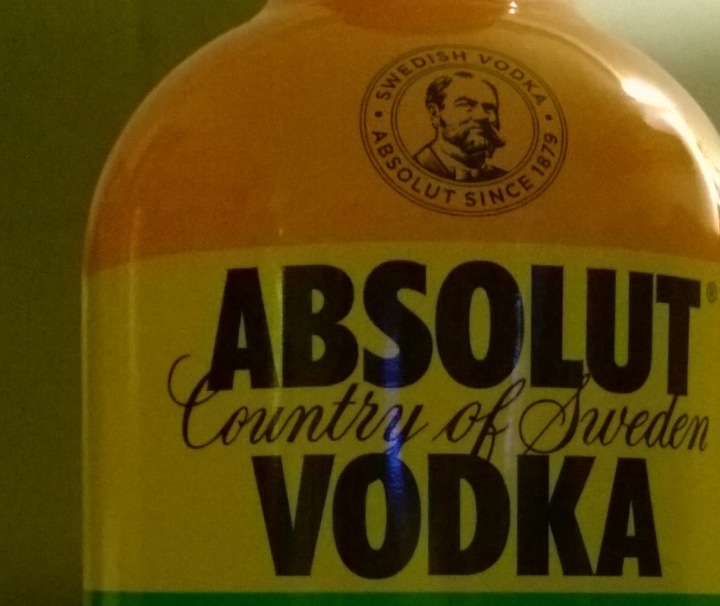 SWEDISH VODKA
ABSOLUT SINCE 1879
ABSOLUT®
Country of Sweden
VODKA